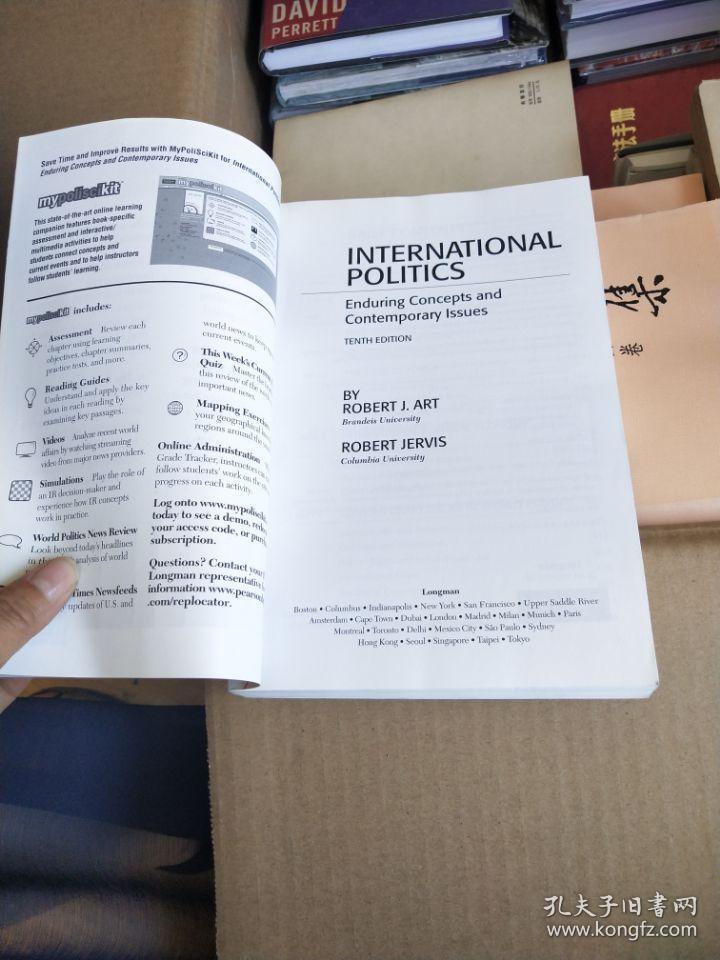 DAVID
PERRETT
法手册
集
卷
Save Time and Improve Results with MyPoliSciKit for International
Enduring Concepts and Contemporary Issues
mypoliscikit
This state-of-the-art online learning
companion features book-specific
assessment and interactive/
multimedia activities to help
students connect concepts and
current events and to help instructors
follow students' learning.
mypoliscikit includes:
Assessment Review each
chapter using learning
objectives, chapter summaries,
practice tests, and more.
Reading Guides
Understand and apply the key
ideas in each reading by
examining key passages.
Videos Analyze recent world
affairs by watching streaming
video from major news providers.
Simulations Play the role of
an IR decision-maker and
experience how IR concepts
work in practice.
World Politics News Review
Look beyond today's headlines
in analysis of world
Times Newsfeeds
updates of U.S. and
world news to keep
current events.
This Week's
Quiz Master the
this review of the
important news.
Mapping Exercises
your geographical
regions around the
Online Administration
Grade Tracker, instructors can
follow students' work on the
progress on each activity.
Log onto www.mypolisci
today to see a demo,
your access code, or
subscription.
Questions? Contact your
Longman representative
information www.pearson
.com/replocator.
INTERNATIONAL
POLITICS
Enduring Concepts and
Contemporary Issues
TENTH EDITION
BY
ROBERT J. ART
Brandeis University
ROBERT JERVIS
Columbia University
Longman
Boston • Columbus • Indianapolis • New York • San Francisco • Upper Saddle River
Amsterdam • Cape Town • Dubai • London • Madrid • Milan • Munich • Paris
Montreal • Toronto • Delhi • Mexico City • São Paulo • Sydney
Hong Kong • Seoul • Singapore • Taipei • Tokyo
孔夫子旧书网
www.kongfz.com